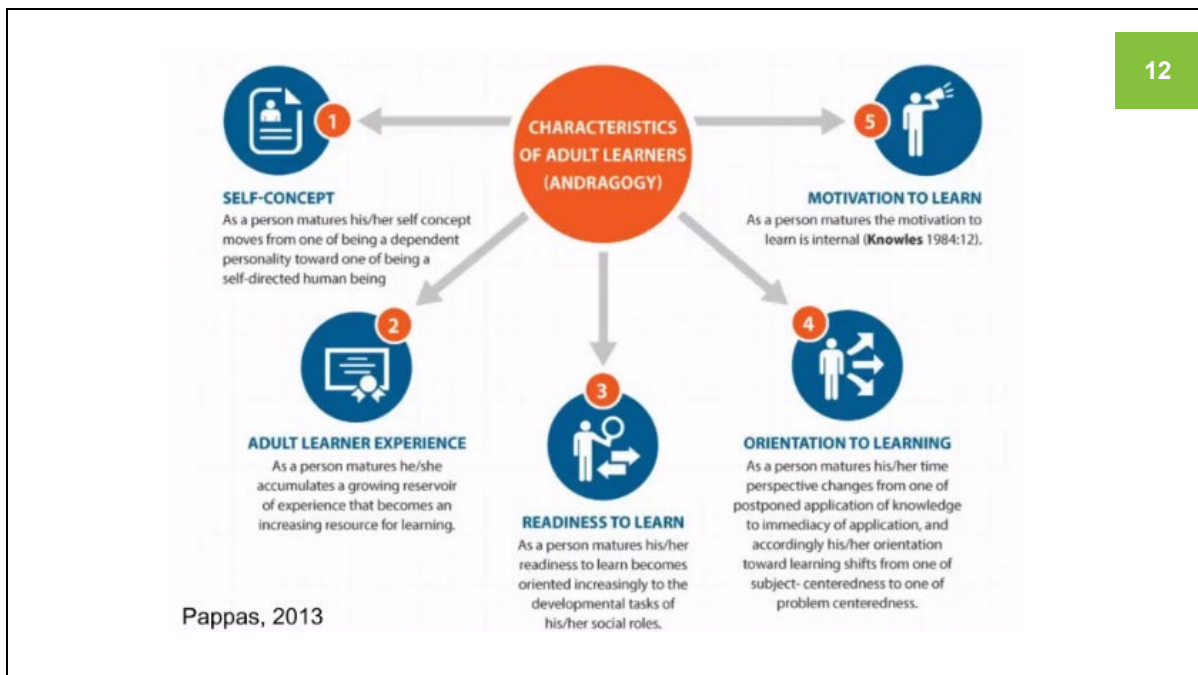 12
CHARACTERISTICS
OF ADULT LEARNERS
(ANDRAGOGY)
1
SELF-CONCEPT
As a person matures his/her self concept
moves from one of being a dependent
personality toward one of being a
self-directed human being
2
ADULT LEARNER EXPERIENCE
As a person matures he/she
accumulates a growing reservoir
of experience that becomes an
increasing resource for learning.
3
READINESS TO LEARN
As a person matures his/her
readiness to learn becomes
oriented increasingly to the
developmental tasks of
his/her social roles.
4
ORIENTATION TO LEARNING
As a person matures his/her time
perspective changes from one of
postponed application of knowledge
to immediacy of application, and
accordingly his/her orientation
toward learning shifts from one of
subject- centeredness to one of
problem centeredness.
5
MOTIVATION TO LEARN
As a person matures the motivation to
learn is internal (Knowles 1984:12).
Pappas, 2013